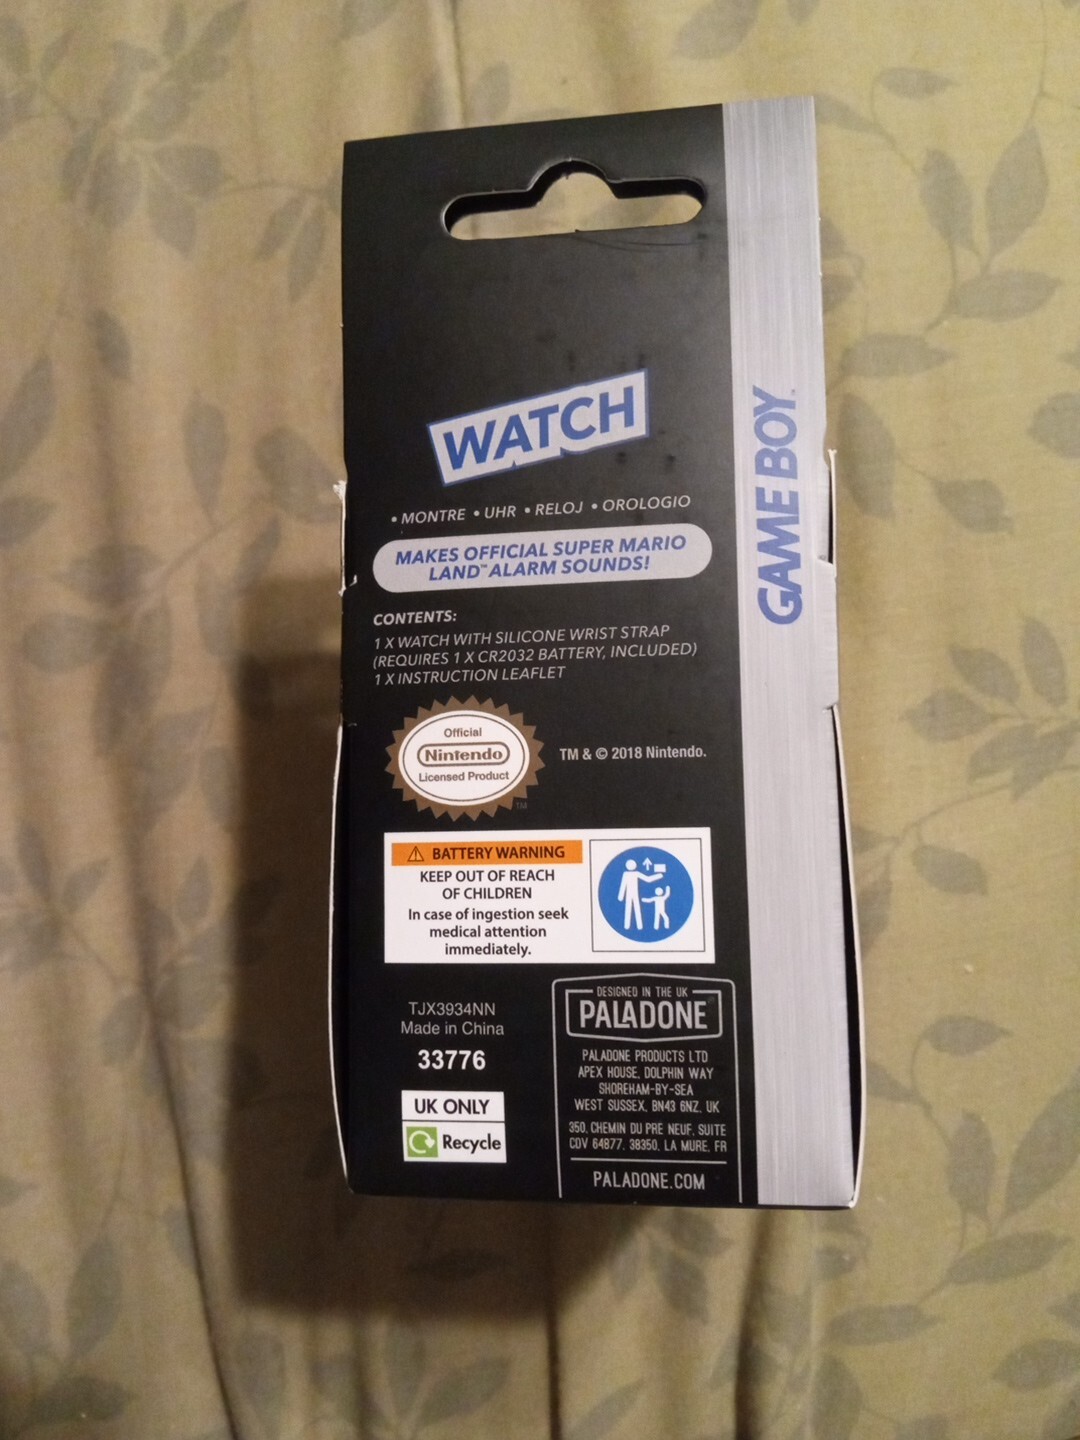 WATCH
• MONTRE • UHR • RELOJ • OROLOGIO
MAKES OFFICIAL SUPER MARIO
LAND™ ALARM SOUNDS!
CONTENTS:
1 X WATCH WITH SILICONE WRIST STRAP
(REQUIRES 1 X CR2032 BATTERY, INCLUDED)
1 X INSTRUCTION LEAFLET
Official
Nintendo
Licensed Product
TM
TM & © 2018 Nintendo.
BATTERY WARNING
KEEP OUT OF REACH
OF CHILDREN
In case of ingestion seek
medical attention
immediately.
TJX3934NN
Made in China
33776
UK ONLY
Recycle
DESIGNED IN THE UK
PALADONE®
PALADONE PRODUCTS LTD
APEX HOUSE, DOLPHIN WAY
SHOREHAM-BY-SEA
WEST SUSSEX, BN43 6NZ, UK
350, CHEMIN DU PRE NEUF, SUITE
CDV 64877, 38350, LA MURE, FR
PALADONE.COM
GAME BOY™